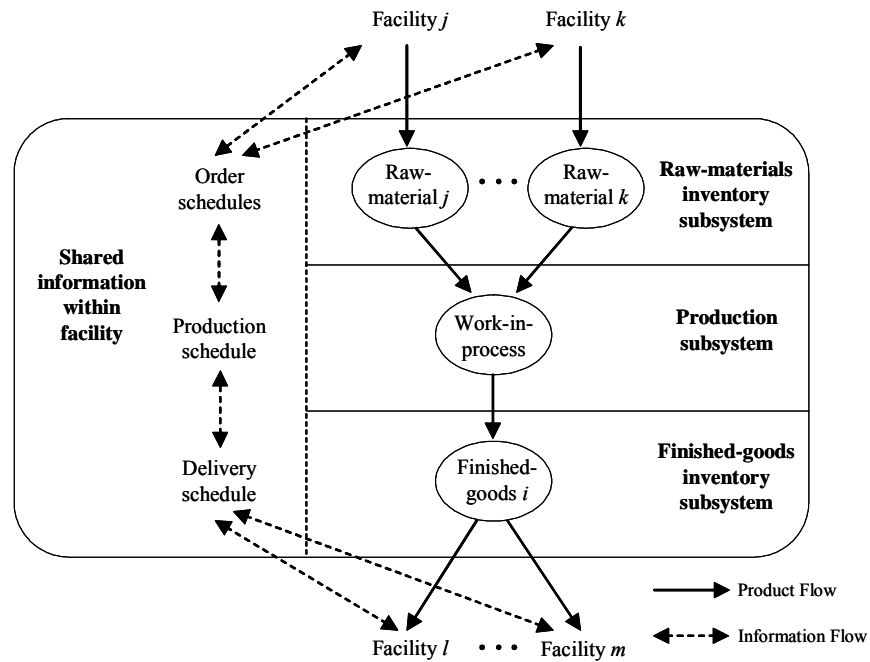 Facility j
Facility k
Order
schedules
Raw-
material j
• • •
Raw-
material k
Raw-materials
inventory
subsystem
Shared
information
within
facility
Production
schedule
Work-in-
process
Production
subsystem
Delivery
schedule
Finished-
goods i
Finished-goods
inventory
subsystem
Product Flow
Information Flow
Facility l
• • •
Facility m